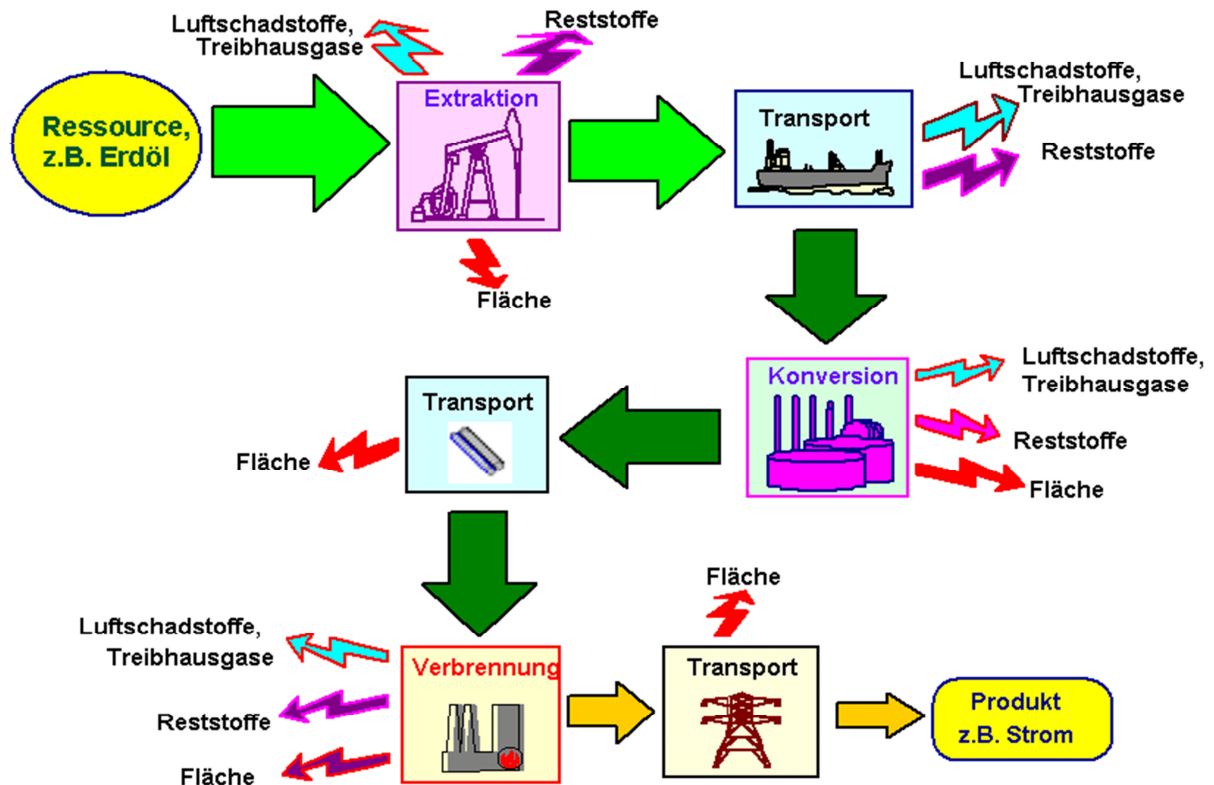 Luftschadstoffe,
Treibhausgase
Reststoffe
Ressource,
z.B. Erdöl
Extraktion
Fläche
Transport
Luftschadstoffe,
Treibhausgase
Reststoffe
Konversion
Luftschadstoffe,
Treibhausgase
Reststoffe
Fläche
Transport
Fläche
Verbrennung
Luftschadstoffe,
Treibhausgase
Reststoffe
Fläche
Transport
Fläche
Produkt
z.B. Strom